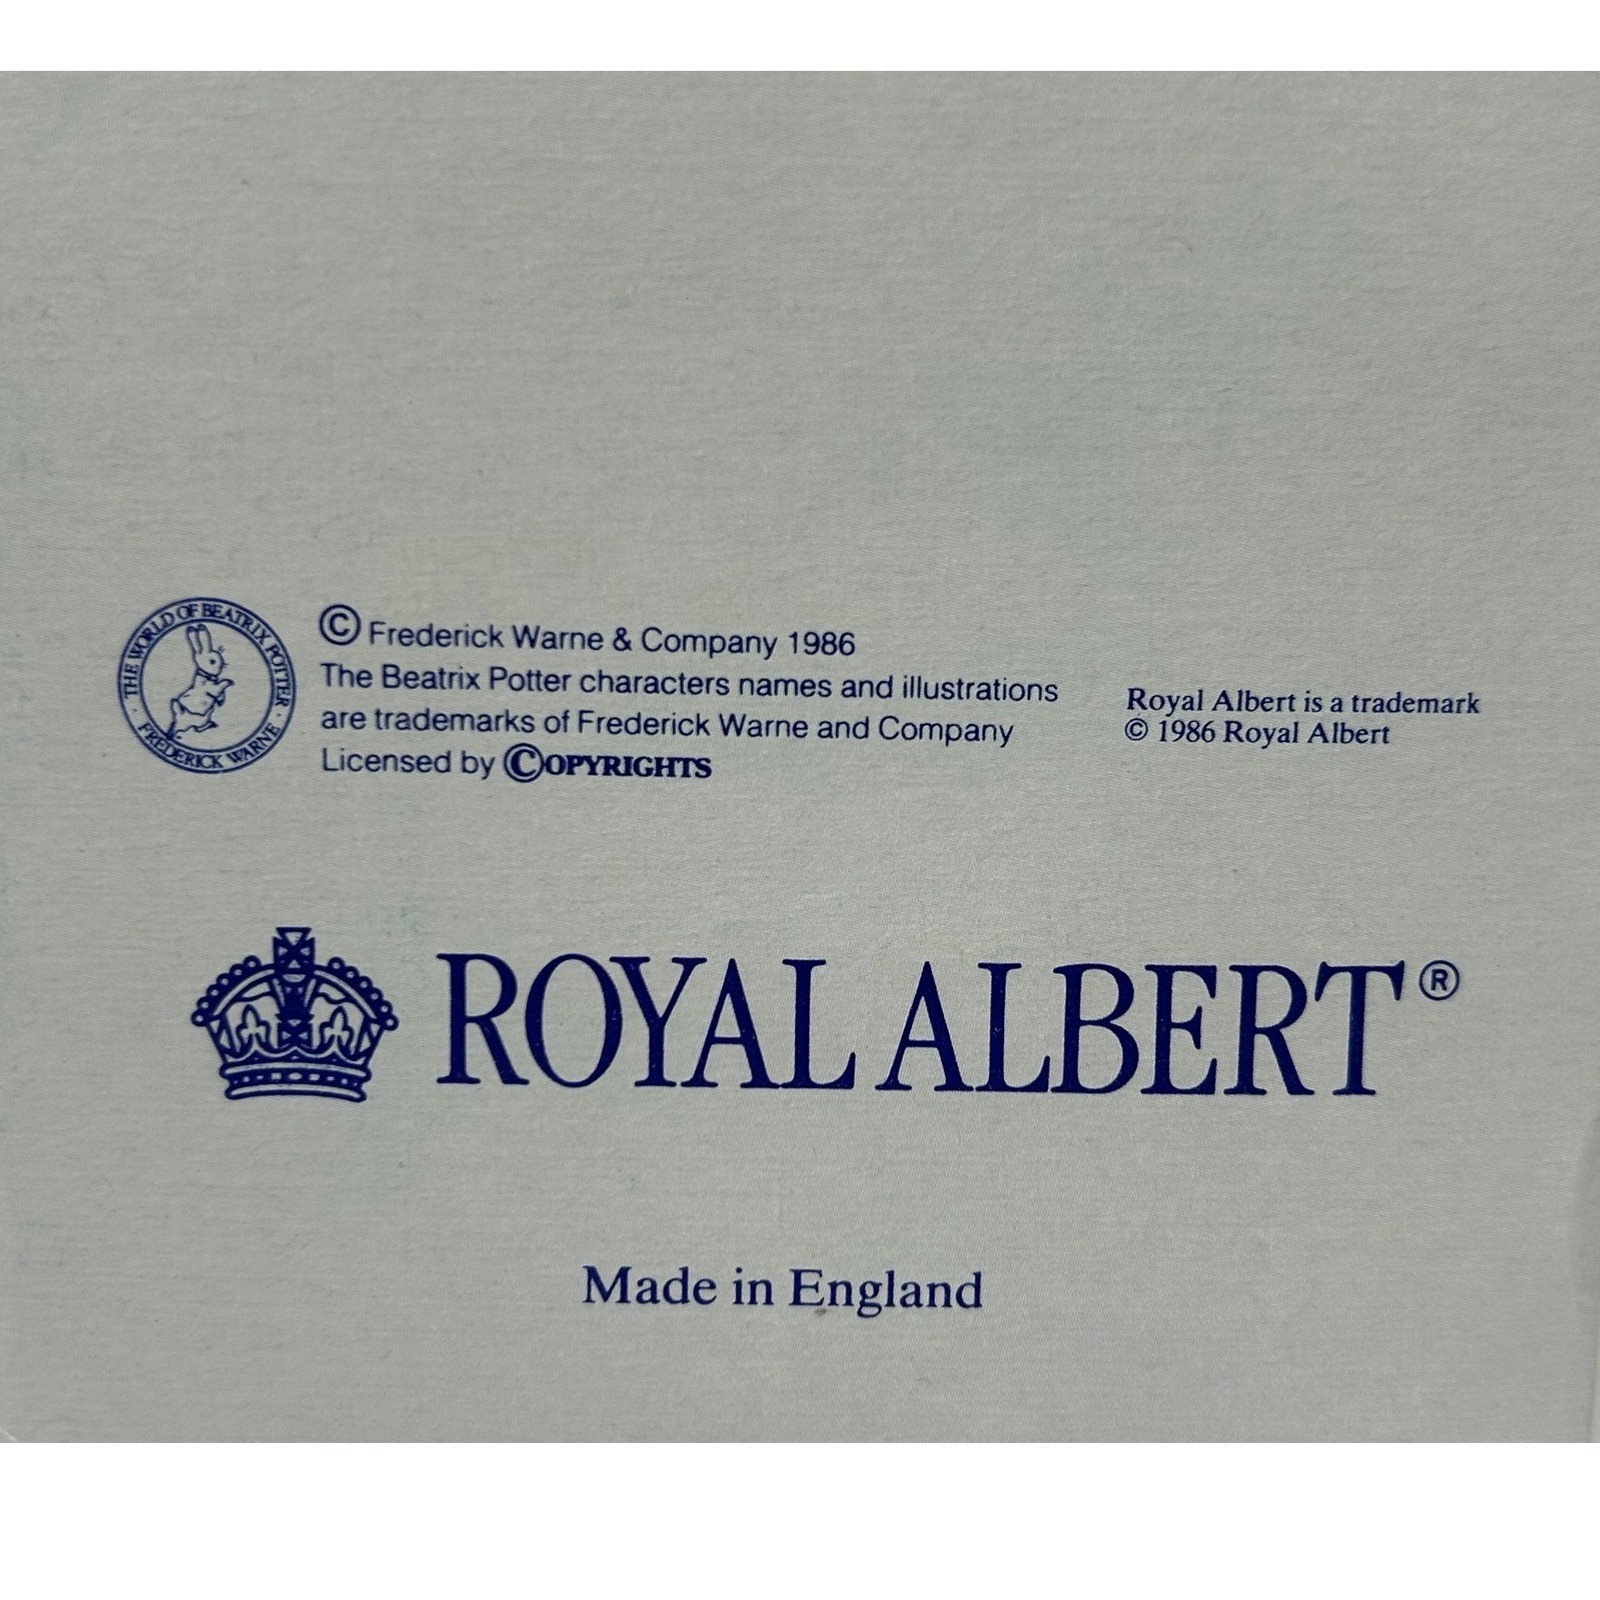 THE WORLD OF BEATRIX POTTER
· FREDERICK WARNE ·
© Frederick Warne & Company 1986
The Beatrix Potter characters names and illustrations
are trademarks of Frederick Warne and Company
Licensed by ©OPYRIGHTS
Royal Albert is a trademark
© 1986 Royal Albert
ROYAL ALBERT®
Made in England